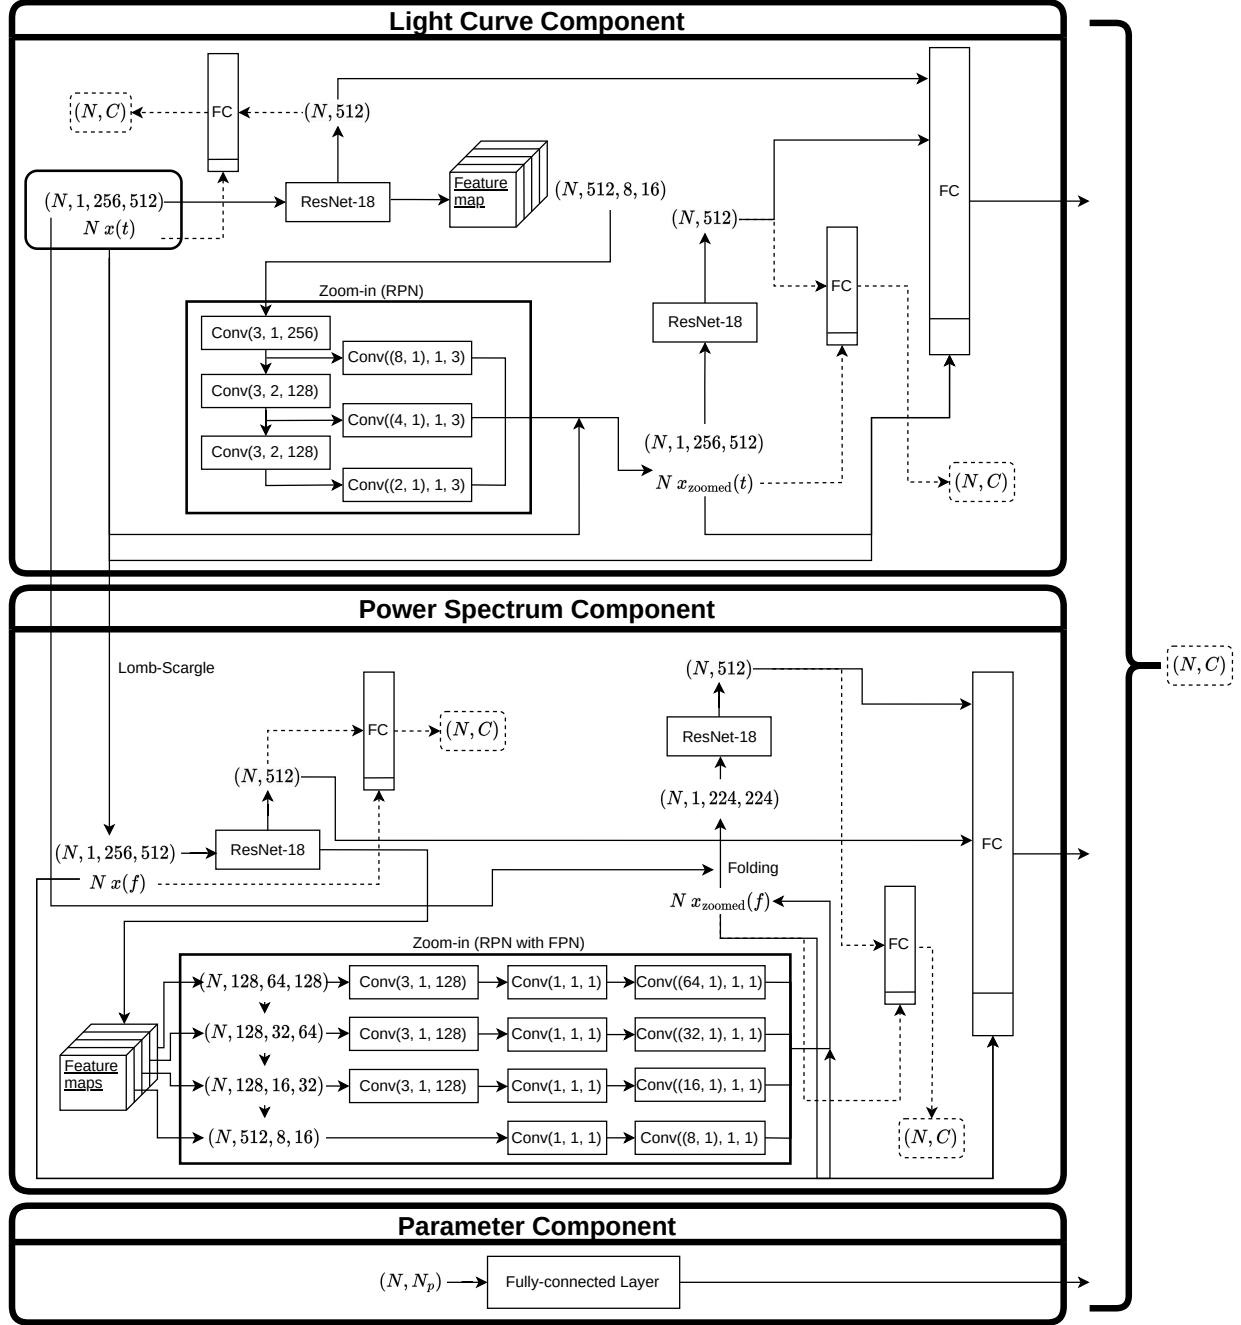 Light Curve Component
(N, C)
FC
(N, 512)
(N, 1, 256, 512)
N x(t)
ResNet-18
Feature
map
(N, 512, 8, 16)
(N, 512)
FC
FC
ResNet-18
Zoom-in (RPN)
Conv(3, 1, 256)
Conv((8, 1), 1, 3)
Conv(3, 2, 128)
Conv((4, 1), 1, 3)
Conv(3, 2, 128)
Conv((2, 1), 1, 3)
(N, 1, 256, 512)
N x_zoomed(t)
(N, C)
Power Spectrum Component
(N, C)
Lomb-Scargle
(N, 512)
FC
(N, C)
ResNet-18
(N, 512)
(N, 1, 224, 224)
(N, 1, 256, 512)
ResNet-18
FC
N x(f)
Folding
N x_zoomed(f)
FC
Zoom-in (RPN with FPN)
(N, 128, 64, 128)
Conv(3, 1, 128)
Conv(1, 1, 1)
Conv((64, 1), 1, 1)
(N, 128, 32, 64)
Conv(3, 1, 128)
Conv(1, 1, 1)
Conv((32, 1), 1, 1)
Feature
maps
(N, 128, 16, 32)
Conv(3, 1, 128)
Conv(1, 1, 1)
Conv((16, 1), 1, 1)
(N, 512, 8, 16)
Conv(1, 1, 1)
Conv((8, 1), 1, 1)
(N, C)
Parameter Component
(N, N_p)
Fully-connected Layer